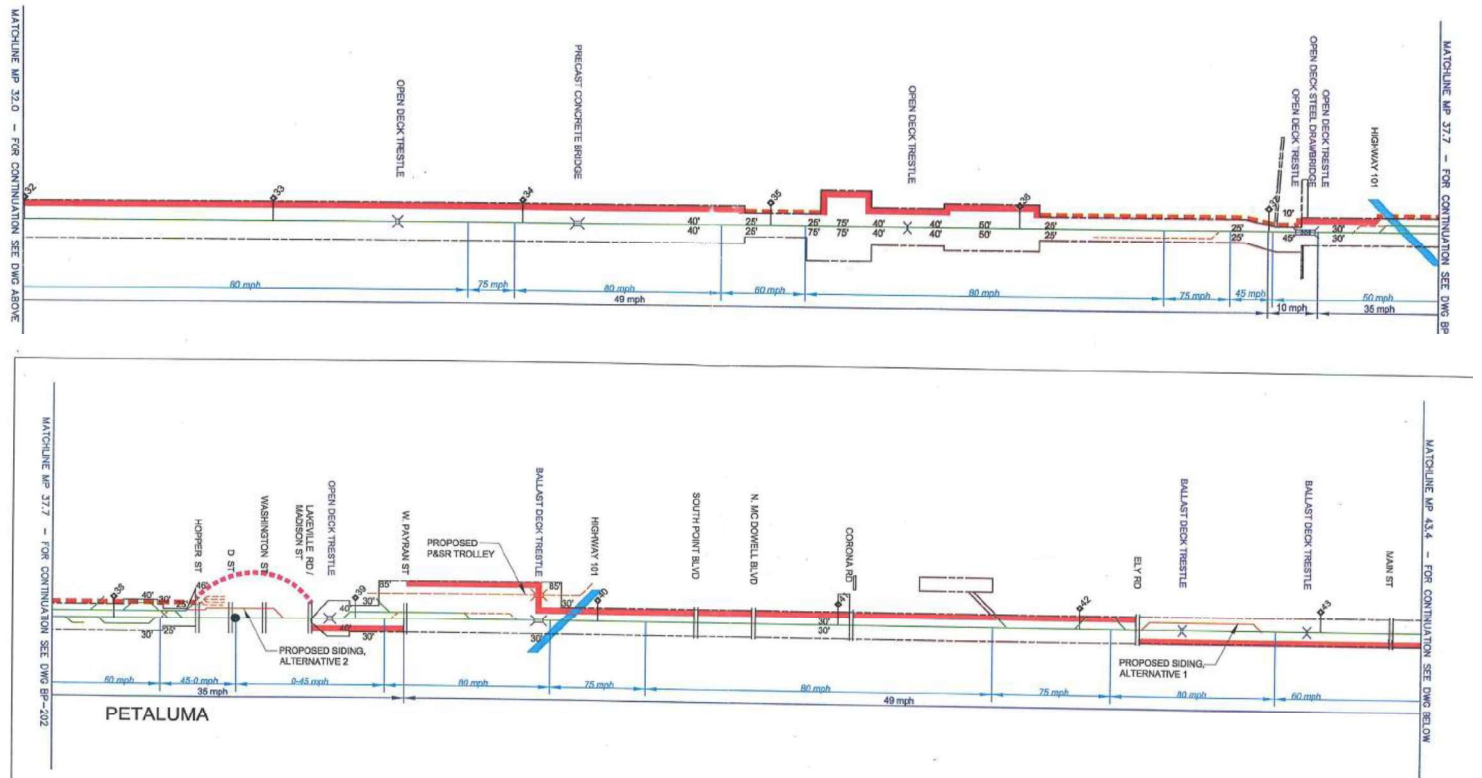 MATCHLINE MP 32.0 – FOR CONTINUATION SEE DWG ABOVE
OPEN DECK TRESTLE
PRECAST CONCRETE BRIDGE
OPEN DECK TRESTLE
OPEN DECK TRESTLE
OPEN DECK STEEL DRAWBRIDGE
OPEN DECK TRESTLE
HIGHWAY 101
MATCHLINE MP 37.7 – FOR CONTINUATION SEE DWG BP
32
33
34
35
36
40' 25' 25' 75' 75' 40' 40' 50' 25' 25' 10' 30'
40' 25' 25' 75' 75' 40' 40' 50' 25' 25' 45' 30'
80 mph
75 mph
80 mph
60 mph
80 mph
75 mph
45 mph
50 mph
49 mph
10 mph
35 mph
MATCHLINE MP 37.7 – FOR CONTINUATION SEE DWG BP-202
HOPPER ST
D ST
WASHINGTON ST
LAKEVILLE RD /
MADISON ST
OPEN DECK TRESTLE
W. PAYRAN ST
PROPOSED
P&SR TROLLEY
BALLAST DECK TRESTLE
HIGHWAY 101
SOUTH POINT BLVD
N. MC DOWELL BLVD
CORONA RD
ELY RD
BALLAST DECK TRESTLE
BALLAST DECK TRESTLE
MAIN ST
MATCHLINE MP 43.4 – FOR CONTINUATION SEE DWG BELOW
38
39
40
41
42
43
40' 30' 25' 46' 40' 30' 85' 85' 30' 30'
30' 25' 40' 30' 30' 30'
PROPOSED SIDING,
ALTERNATIVE 2
PROPOSED SIDING,
ALTERNATIVE 1
60 mph
45-0 mph
0-45 mph
80 mph
75 mph
80 mph
75 mph
80 mph
60 mph
35 mph
49 mph
PETALUMA